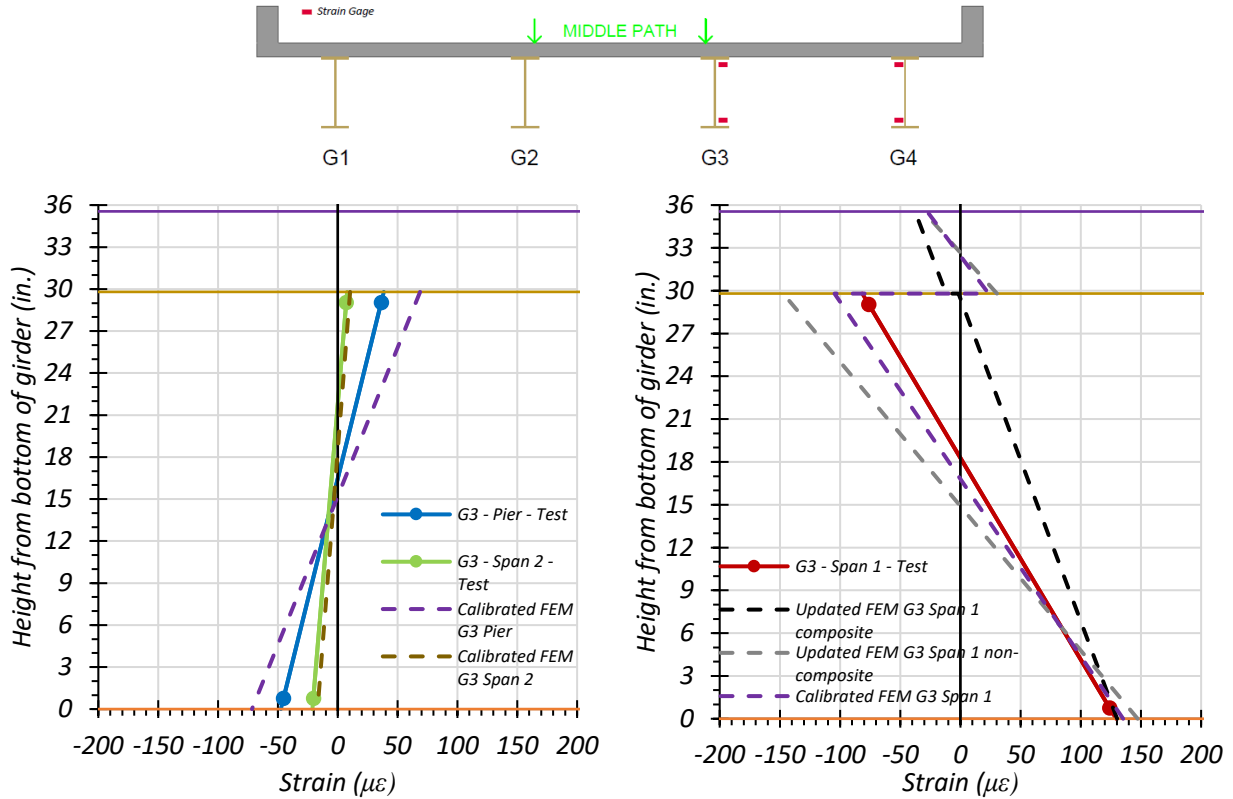 Strain Gage
MIDDLE PATH
G1
G2
G3
G4
36
33
30
27
24
21
18
15
12
9
6
3
0
Height from bottom of girder (in.)
G3 - Pier - Test
G3 - Span 2 -
Test
Calibrated FEM
G3 Pier
Calibrated FEM
G3 Span 2
-200 -150 -100 -50 0 50 100 150 200
Strain (με)
36
33
30
27
24
21
18
15
12
9
6
3
0
Height from bottom of girder (in.)
G3 - Span 1 - Test
Updated FEM G3 Span 1
composite
Updated FEM G3 Span 1 non-
composite
Calibrated FEM G3 Span 1
-200 -150 -100 -50 0 50 100 150 200
Strain (με)